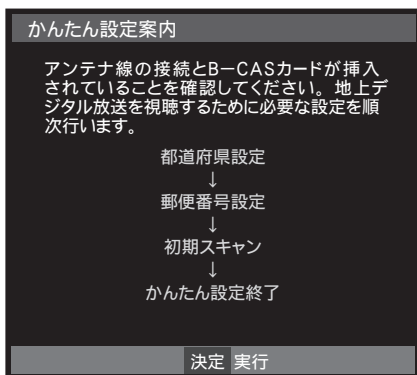 かんたん設定案内
アンテナ線の接続とB－CASカードが挿入
されていることを確認してください。地上デ
ジタル放送を視聴するために必要な設定を順
次行います。
都道府県設定
↓
郵便番号設定
↓
初期スキャン
↓
かんたん設定終了
決定 実行